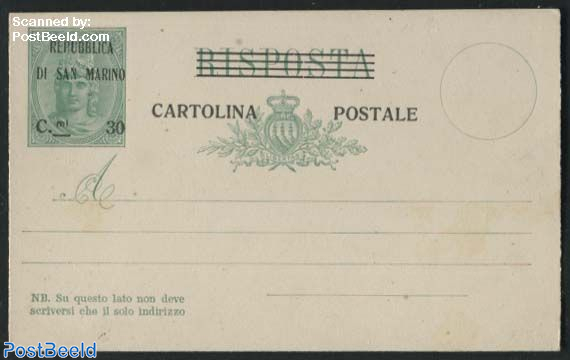 Scanned by:
PostBeeld.com
REPUBBLICA
DI SAN MARINO
C. 30
RISPOSTA
CARTOLINA POSTALE
A
NB. Su questo lato non deve
scriversi che il solo indirizzo
PostBeeld